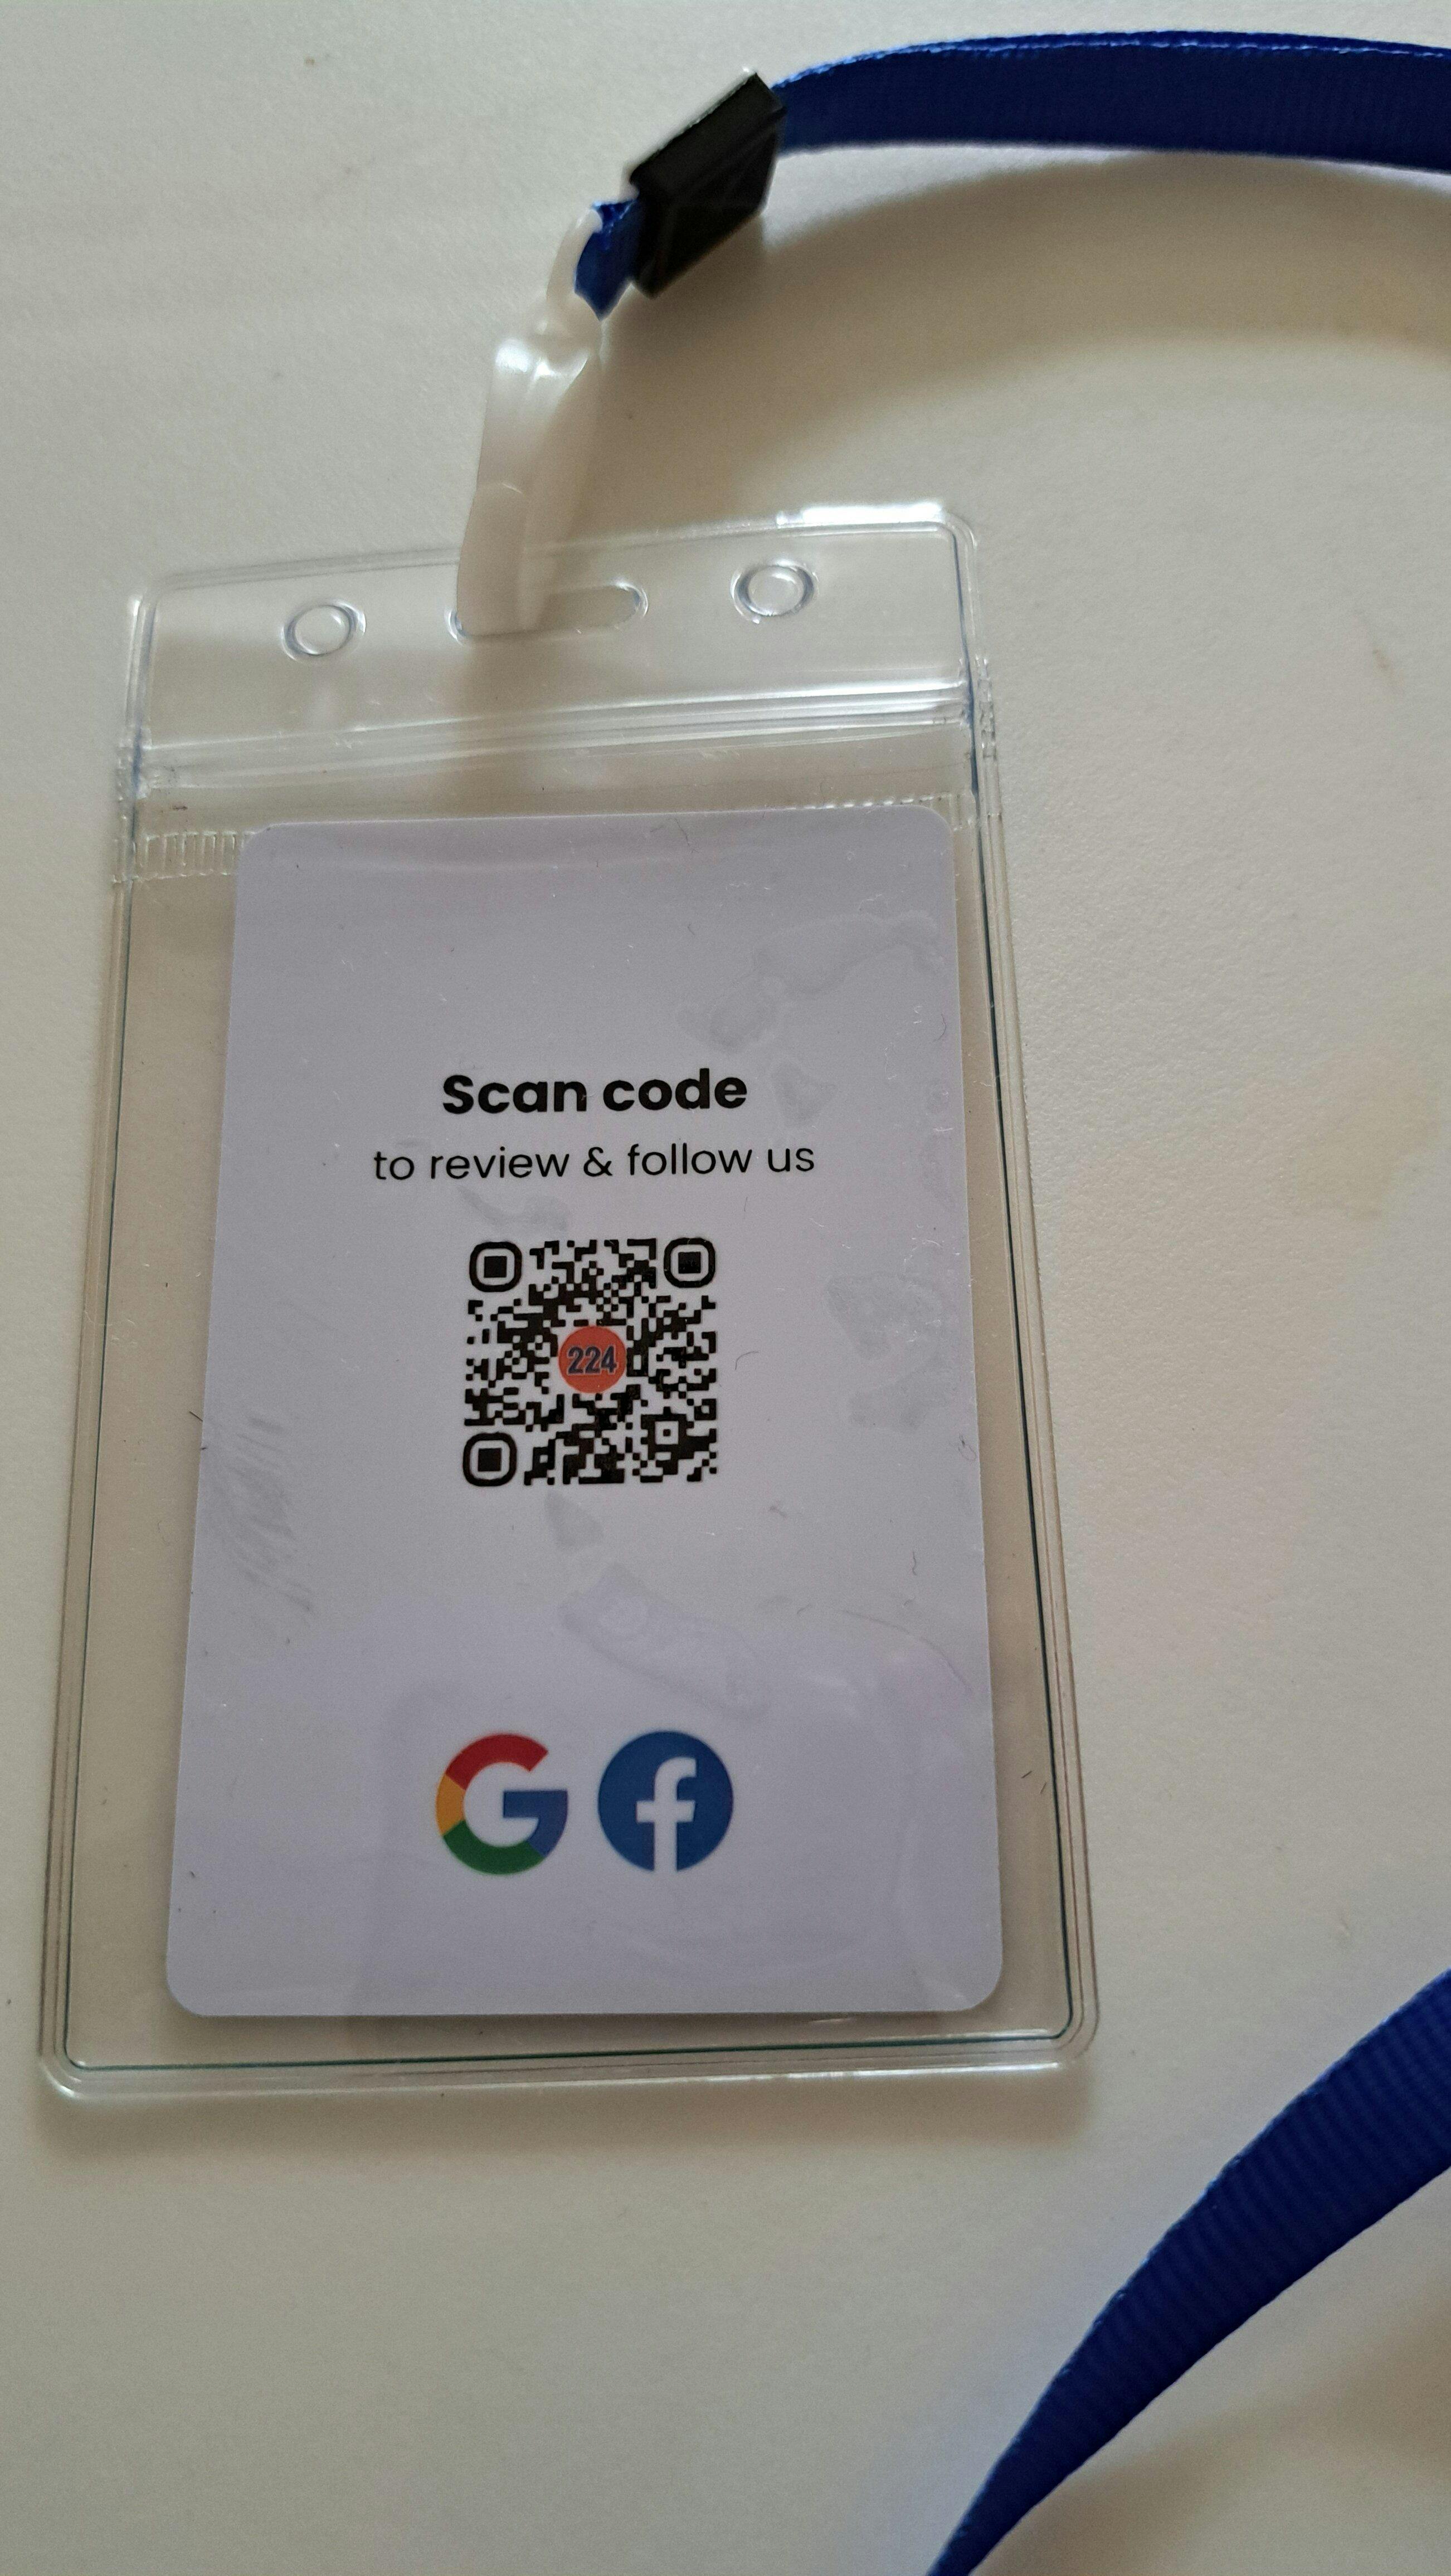 Scan code
to review & follow us
224